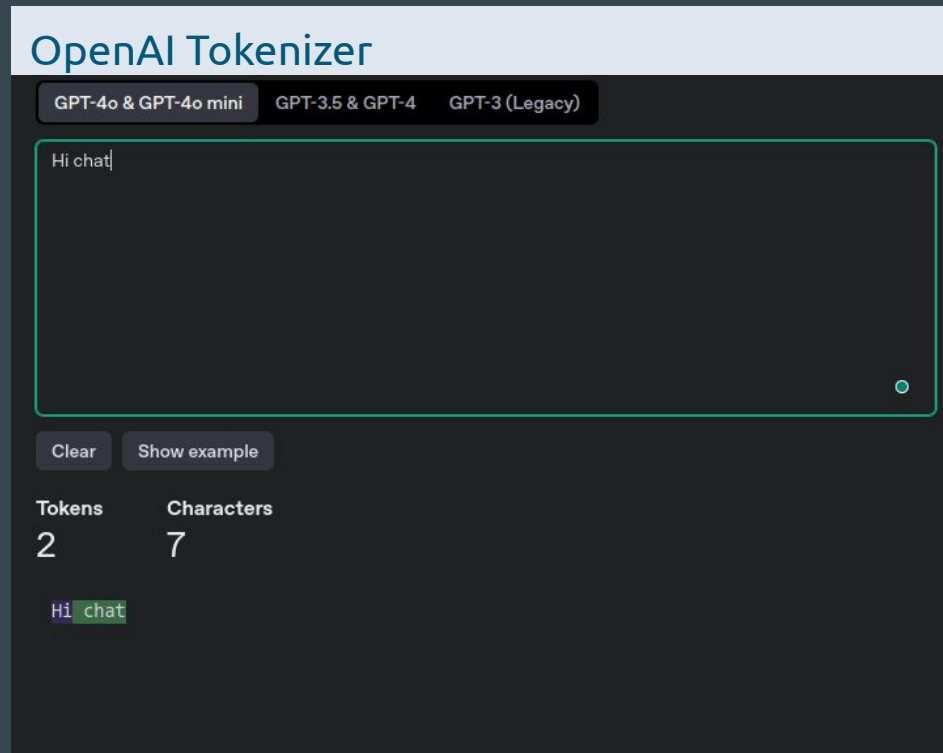 OpenAI Tokenizer
GPT-4o & GPT-4o mini GPT-3.5 & GPT-4 GPT-3 (Legacy)
Hi chat
Clear Show example
Tokens Characters
2 7
Hi chat